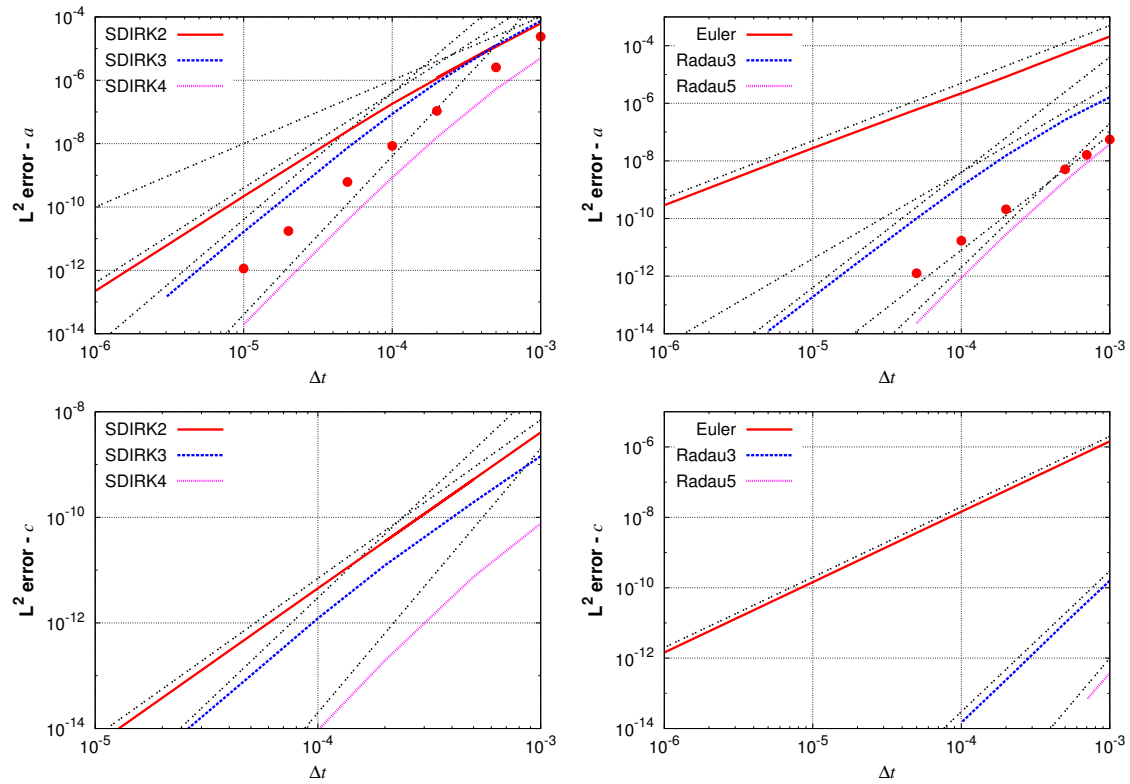 SDIRK2
SDIRK3
SDIRK4
10^-4
10^-6
10^-8
10^-10
10^-12
10^-14
L^2 error - a
10^-6 10^-5 10^-4 10^-3
Δt
Euler
Radau3
Radau5
10^-4
10^-6
10^-8
10^-10
10^-12
10^-14
L^2 error - a
10^-6 10^-5 10^-4 10^-3
Δt
SDIRK2
SDIRK3
SDIRK4
10^-8
10^-10
10^-12
10^-14
L^2 error - c
10^-5 10^-4 10^-3
Δt
Euler
Radau3
Radau5
10^-6
10^-8
10^-10
10^-12
10^-14
L^2 error - c
10^-6 10^-5 10^-4 10^-3
Δt